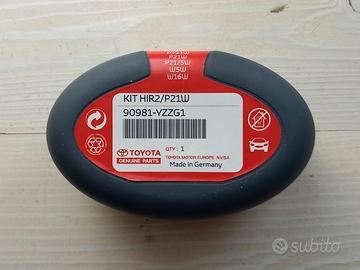 P21W
P21/5W
W5W
W16W
KIT HIR2/P21W
90981-YZZG1
TOYOTA
GENUINE PARTS
QTY : 1
TOYOTA MOTOR EUROPE NV/SA
Made in Germany
subito